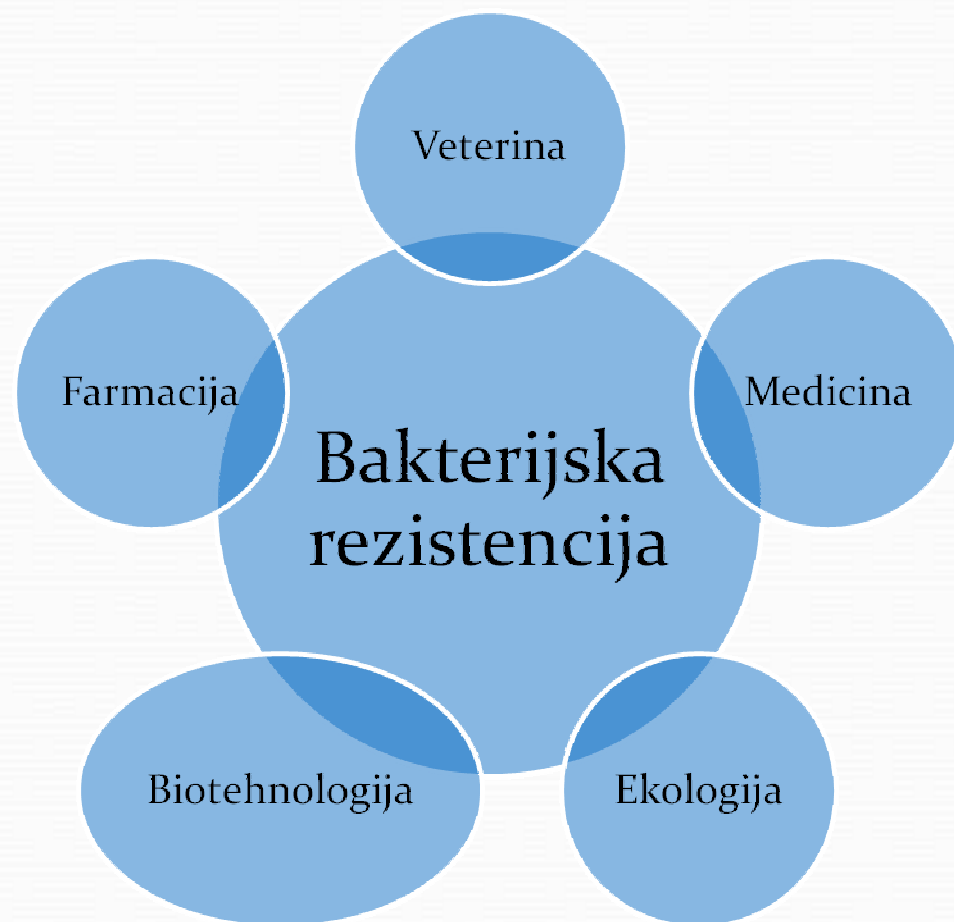 Veterina
Farmacija
Medicina
Bakterijska
rezistencija
Biotehnologija
Ekologija